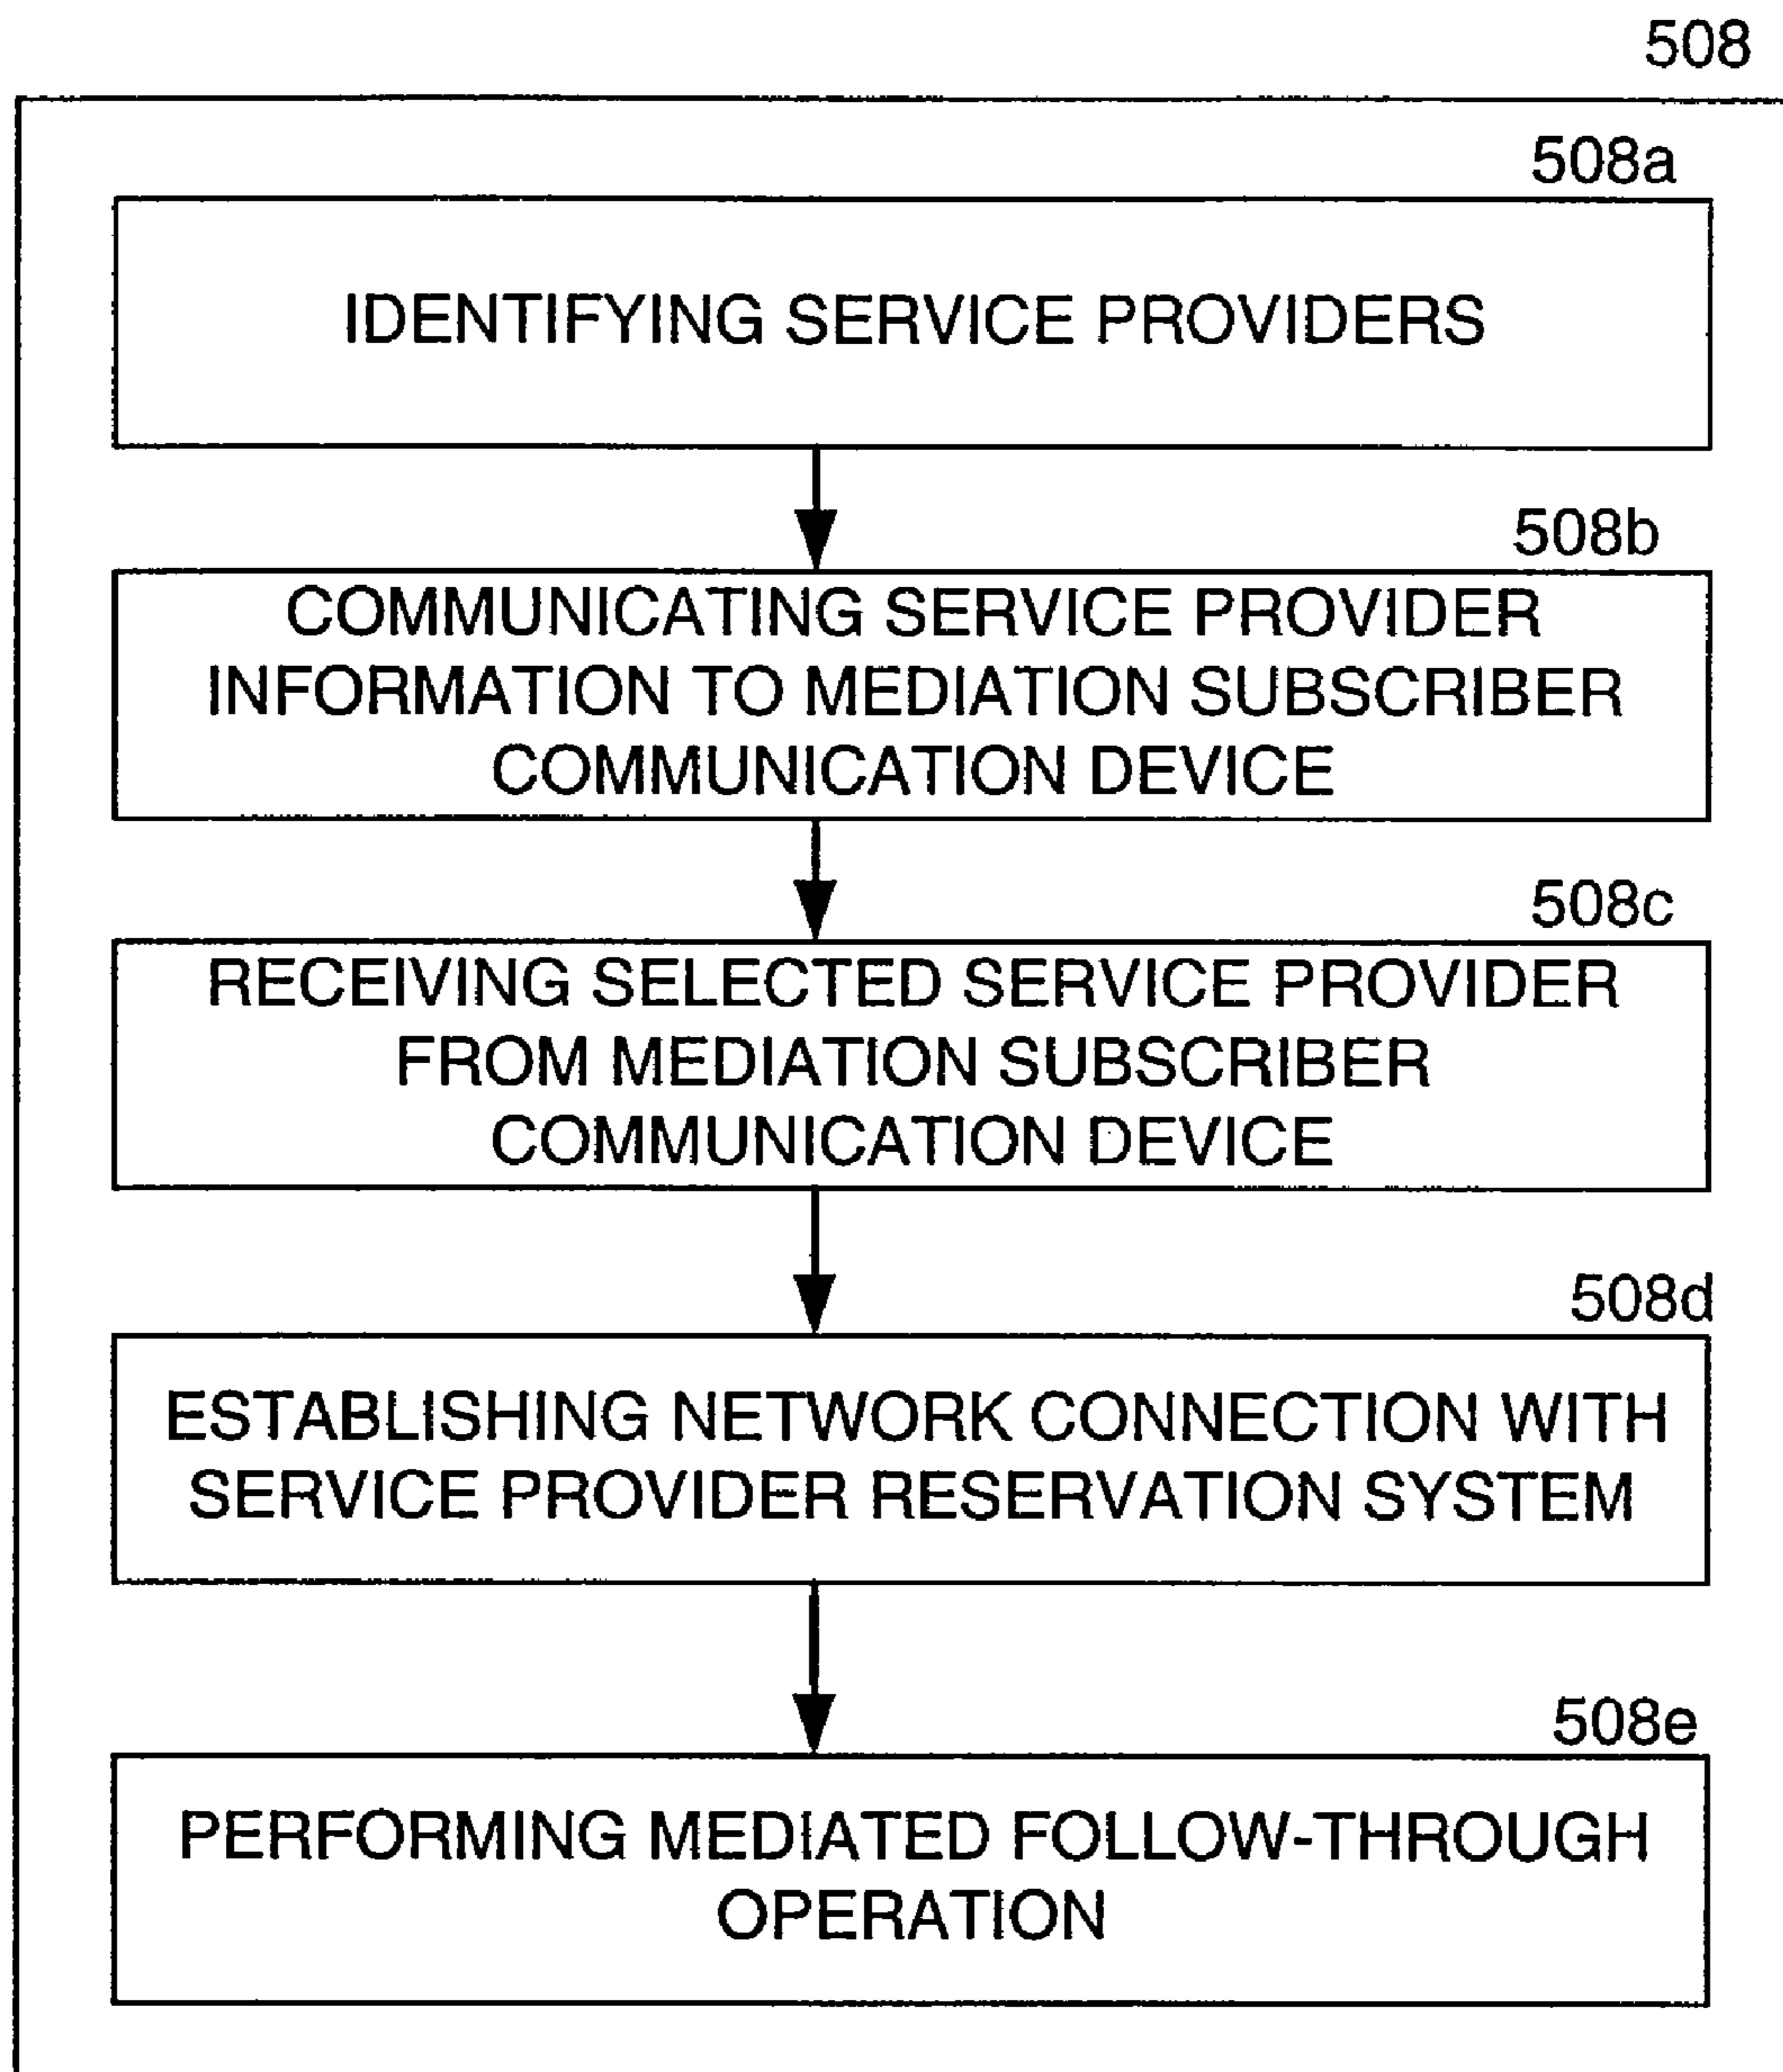 508
508a
IDENTIFYING SERVICE PROVIDERS
508b
COMMUNICATING SERVICE PROVIDER
INFORMATION TO MEDIATION SUBSCRIBER
COMMUNICATION DEVICE
508c
RECEIVING SELECTED SERVICE PROVIDER
FROM MEDIATION SUBSCRIBER
COMMUNICATION DEVICE
508d
ESTABLISHING NETWORK CONNECTION WITH
SERVICE PROVIDER RESERVATION SYSTEM
508e
PERFORMING MEDIATED FOLLOW-THROUGH
OPERATION